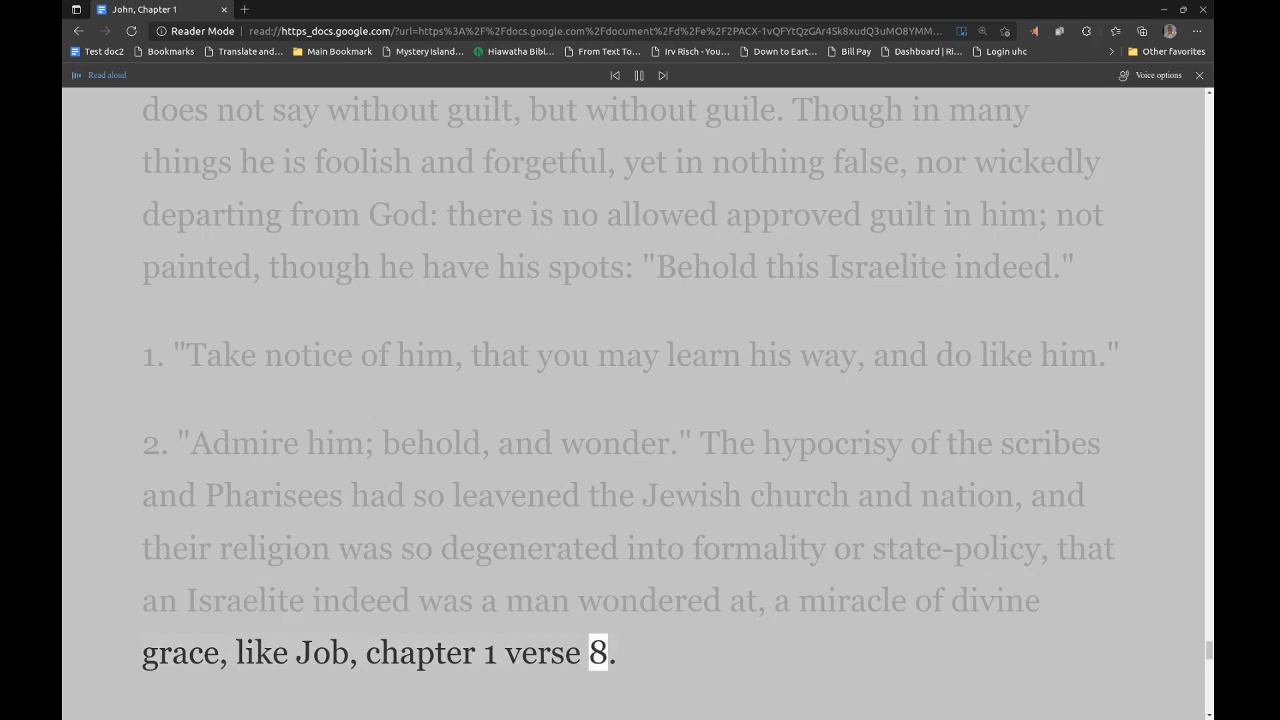 John, Chapter 1
Reader Mode read://https_docs.google.com/?url=https%3A%2F%2Fdocs.google.com%2Fdocument%2Fd%2Fe%2F2PACX-1vQFYtQzGAr4Sk8xudQ3uMO8YMM...
Test doc2 Bookmarks Translate and... Main Bookmark Mystery Island... Hiawatha Bibl... From Text To... Irv Risch - You... Down to Eart... Bill Pay Dashboard | Ri... Login uhc Other favorites
Read aloud Voice options
does not say without guilt, but without guile. Though in many
things he is foolish and forgetful, yet in nothing false, nor wickedly
departing from God: there is no allowed approved guilt in him; not
painted, though he have his spots: "Behold this Israelite indeed."
1. "Take notice of him, that you may learn his way, and do like him."
2. "Admire him; behold, and wonder." The hypocrisy of the scribes
and Pharisees had so leavened the Jewish church and nation, and
their religion was so degenerated into formality or state-policy, that
an Israelite indeed was a man wondered at, a miracle of divine
grace, like Job, chapter 1 verse 8.